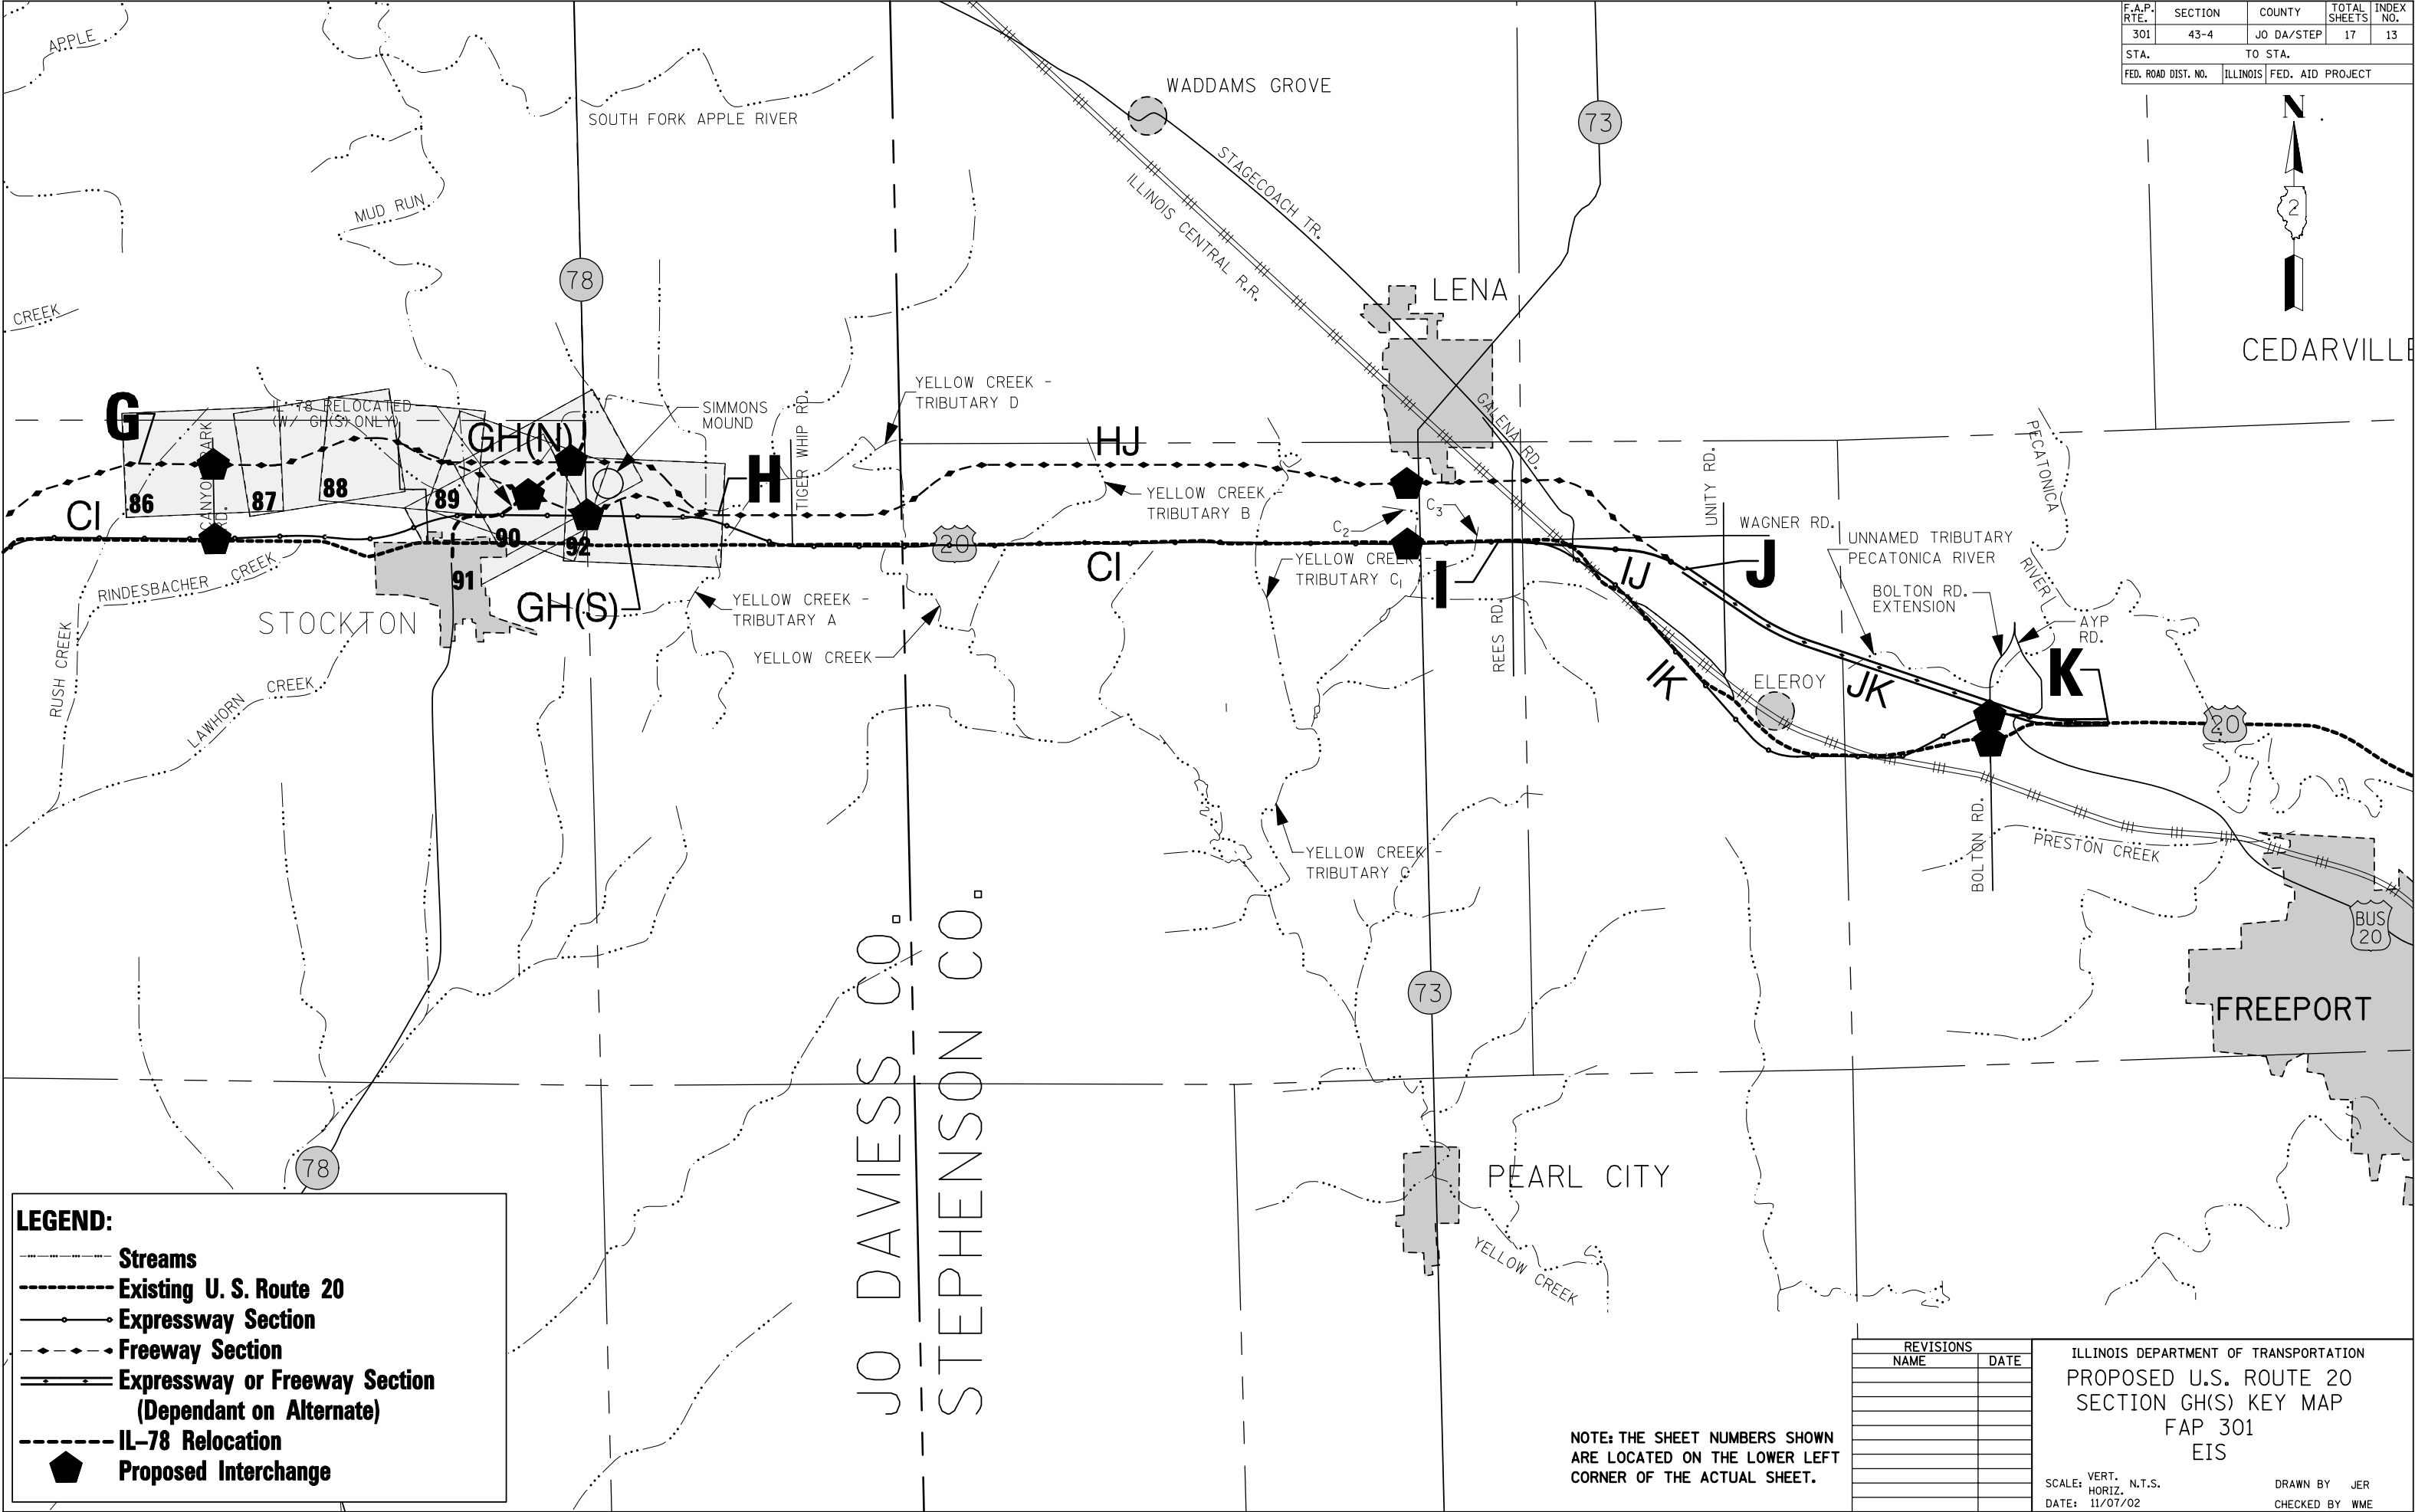 F.A.P. RTE. SECTION COUNTY TOTAL SHEETS INDEX NO.
301 43-4 JO DA/STEP 17 13
STA. TO STA.
FED. ROAD DIST. NO. ILLINOIS FED. AID PROJECT
N
2
APPLE
SOUTH FORK APPLE RIVER
MUD RUN
CREEK
78
WADDAMS GROVE
73
STAGECOACH TR.
ILLINOIS CENTRAL R.R.
LENA
CEDARVILLE
G
IL-78 RELOCATED
(W/ GH(S) ONLY)
GH(N)
SIMMONS
MOUND
TIGER WHIP RD.
YELLOW CREEK -
TRIBUTARY D
HJ
GALENA RD.
PECATONICA
RIVER
CANYON PARK
RD.
H
86
87
88
89
90
91
92
CI
YELLOW CREEK -
TRIBUTARY B
C2
C3
UNITY RD.
WAGNER RD.
UNNAMED TRIBUTARY
PECATONICA RIVER
20
CI
YELLOW CREEK -
TRIBUTARY C1
I
IJ
J
BOLTON RD.
EXTENSION
AYP
RD.
RINDESBACHER CREEK
STOCKTON
GH(S)
YELLOW CREEK -
TRIBUTARY A
YELLOW CREEK
REES RD.
IK
ELEROY
JK
K
20
RUSH CREEK
LAWHORN CREEK
YELLOW CREEK -
TRIBUTARY C
BOLTON RD.
PRESTON CREEK
BUS
20
73
FREEPORT
JO DAVIESS CO.
STEPHENSON CO.
78
PEARL CITY
YELLOW CREEK
LEGEND:
Streams
Existing U. S. Route 20
Expressway Section
Freeway Section
Expressway or Freeway Section
(Dependant on Alternate)
IL-78 Relocation
Proposed Interchange
NOTE: THE SHEET NUMBERS SHOWN
ARE LOCATED ON THE LOWER LEFT
CORNER OF THE ACTUAL SHEET.
REVISIONS
NAME DATE
ILLINOIS DEPARTMENT OF TRANSPORTATION
PROPOSED U.S. ROUTE 20
SECTION GH(S) KEY MAP
FAP 301
EIS
SCALE: VERT. HORIZ. N.T.S.
DATE: 11/07/02
DRAWN BY JER
CHECKED BY WME